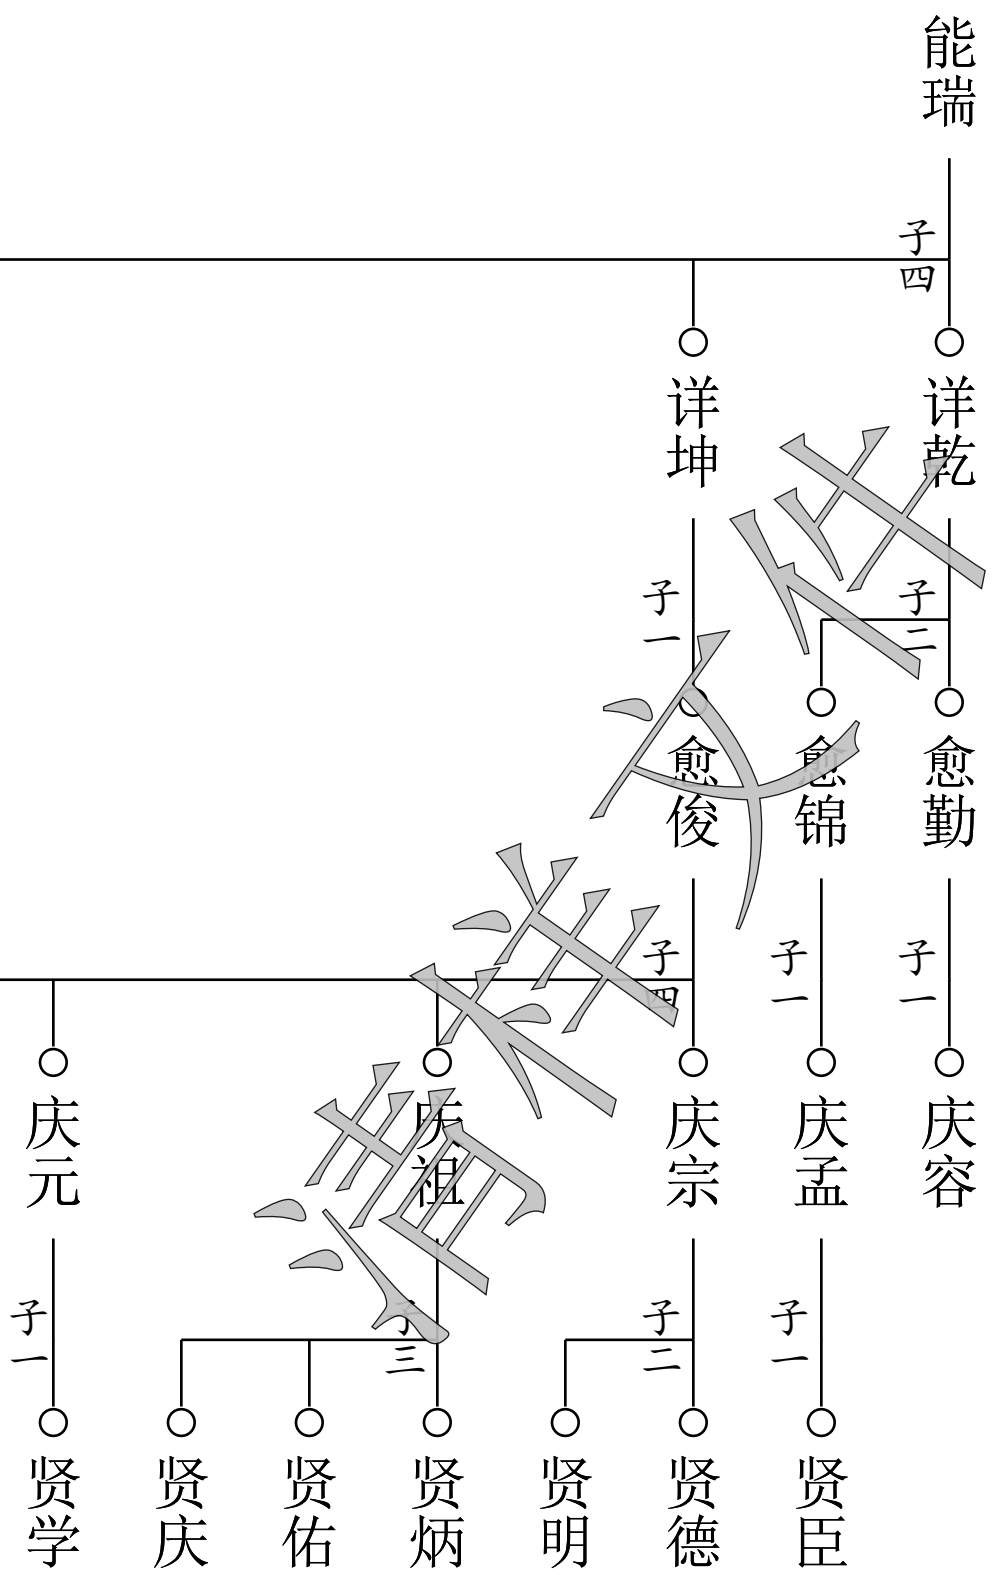 能瑞
子四
详乾
详坤
子二
子一
愈勤
愈锦
愈俊
子一
子一
子四
庆容
庆孟
庆宗
庆祖
庆元
子一
子二
子三
子一
贤臣
贤德
贤明
贤炳
贤佑
贤庆
贤学